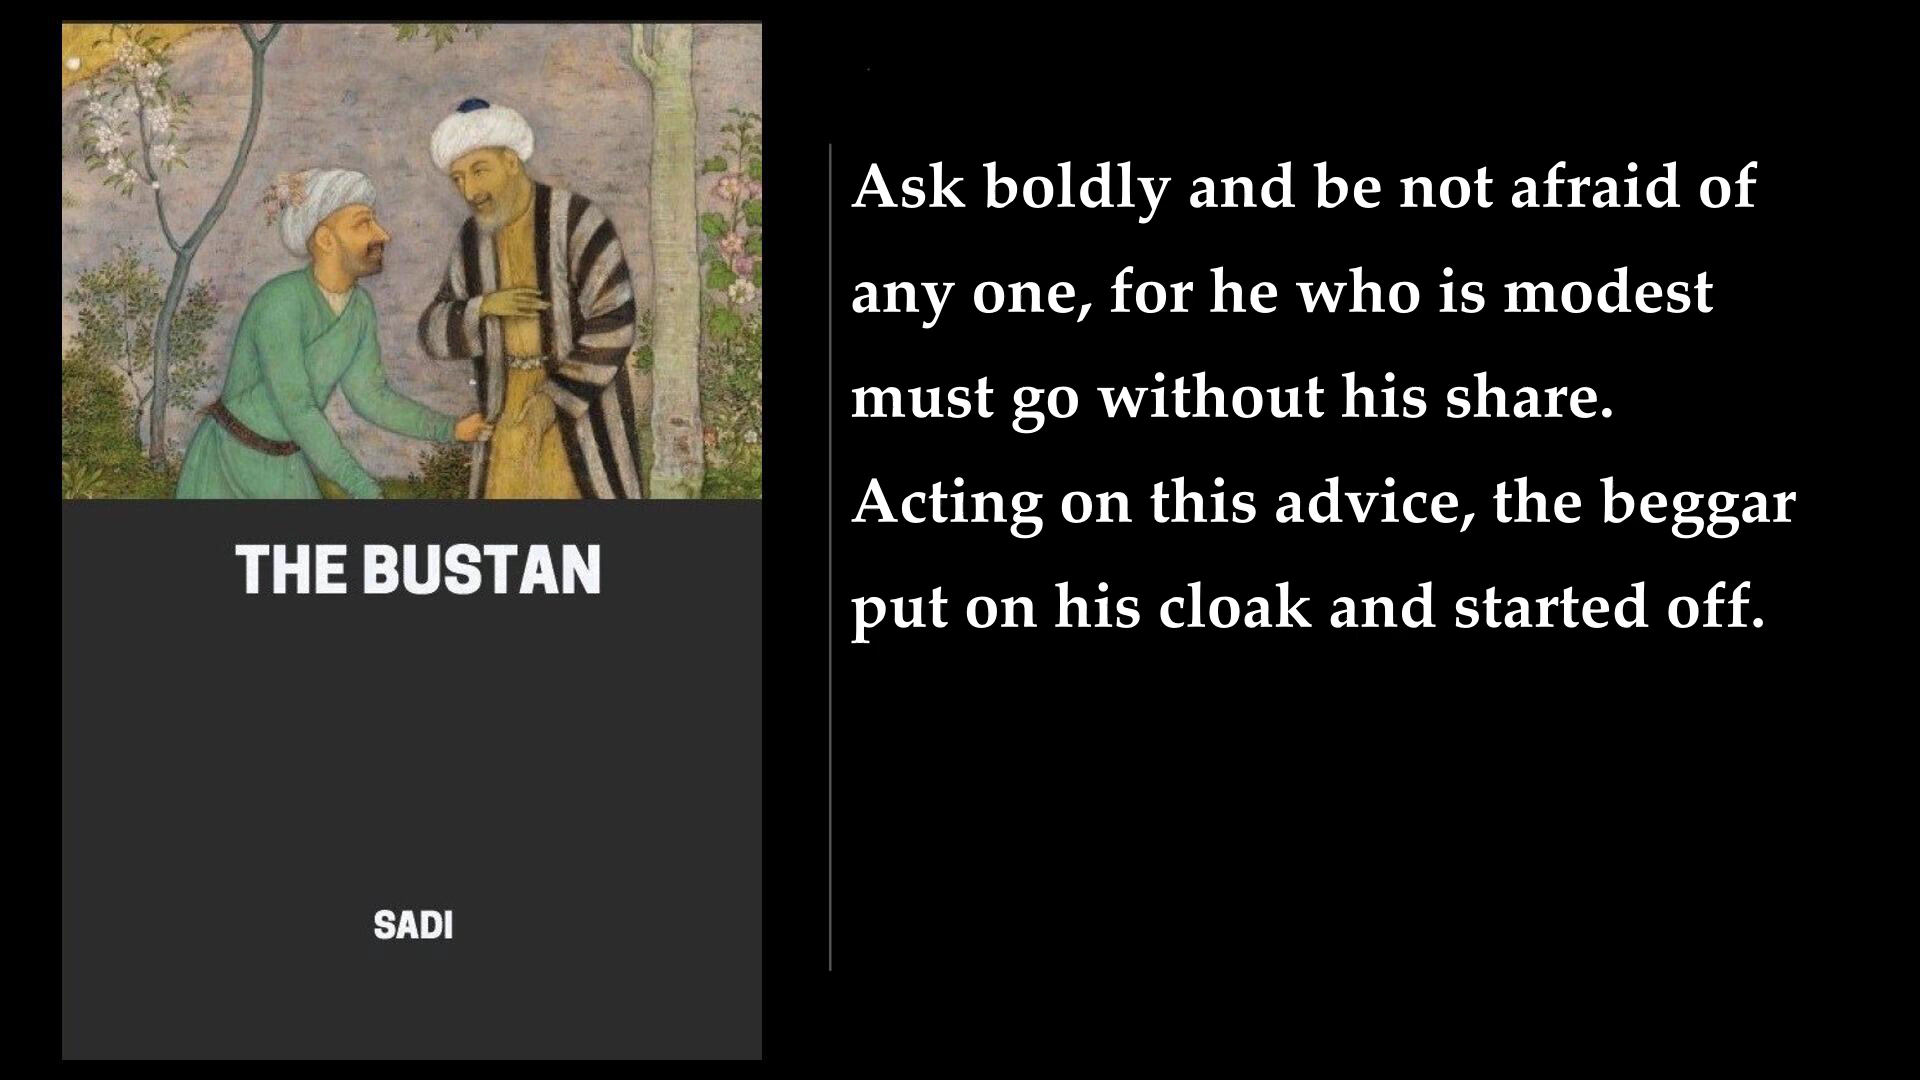 THE BUSTAN
SADI
Ask boldly and be not afraid of
any one, for he who is modest
must go without his share.
Acting on this advice, the beggar
put on his cloak and started off.